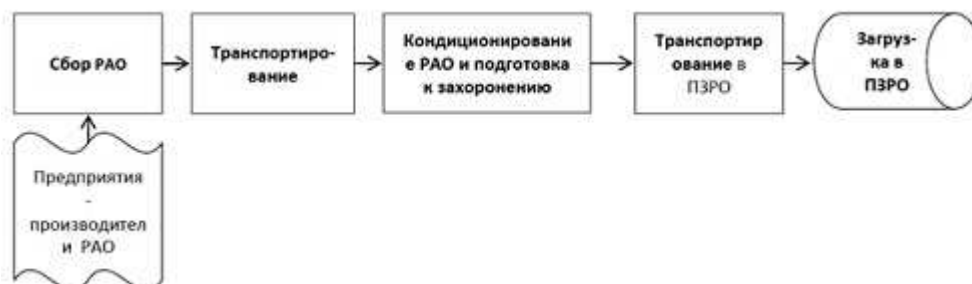 Сбор РАО
Транспортиро-
вание
Кондиционировани
е РАО и подготовка
к захоронению
Транспортир
ование в
ПЗРО
Загруз-
ка в
ПЗРО
Предприятия
-
производител
и РАО